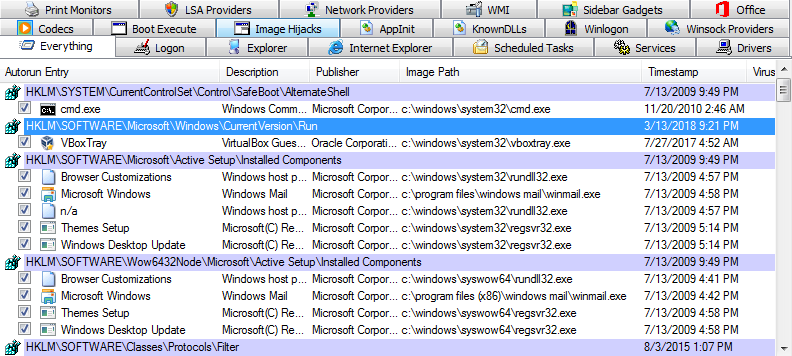 Print Monitors LSA Providers Network Providers WMI Sidebar Gadgets Office
Codecs Boot Execute Image Hijacks AppInit KnownDLLs Winlogon Winsock Providers
Everything Logon Explorer Internet Explorer Scheduled Tasks Services Drivers
Autorun Entry Description Publisher Image Path Timestamp Virus
HKLM\SYSTEM\CurrentControlSet\Control\SafeBoot\AlternateShell 7/13/2009 9:49 PM
cmd.exe Windows Comm... Microsoft Corpor... c:\windows\system32\cmd.exe 11/20/2010 2:46 AM
HKLM\SOFTWARE\Microsoft\Windows\CurrentVersion\Run 3/13/2018 9:21 PM
VBoxTray VirtualBox Gues... Oracle Corporati... c:\windows\system32\vboxtray.exe 7/27/2017 4:52 AM
HKLM\SOFTWARE\Microsoft\Active Setup\Installed Components 7/13/2009 9:49 PM
Browser Customizations Windows host p... Microsoft Corpor... c:\windows\system32\rundll32.exe 7/13/2009 4:57 PM
Microsoft Windows Windows Mail Microsoft Corpor... c:\program files\windows mail\winmail.exe 7/13/2009 4:58 PM
n/a Windows host p... Microsoft Corpor... c:\windows\system32\rundll32.exe 7/13/2009 4:57 PM
Themes Setup Microsoft(C) Re... Microsoft Corpor... c:\windows\system32\regsvr32.exe 7/13/2009 5:14 PM
Windows Desktop Update Microsoft(C) Re... Microsoft Corpor... c:\windows\system32\regsvr32.exe 7/13/2009 5:14 PM
HKLM\SOFTWARE\Wow6432Node\Microsoft\Active Setup\Installed Components 7/13/2009 9:49 PM
Browser Customizations Windows host p... Microsoft Corpor... c:\windows\syswow64\rundll32.exe 7/13/2009 4:41 PM
Microsoft Windows Windows Mail Microsoft Corpor... c:\program files (x86)\windows mail\winmail.exe 7/13/2009 4:42 PM
Themes Setup Microsoft(C) Re... Microsoft Corpor... c:\windows\syswow64\regsvr32.exe 7/13/2009 4:58 PM
Windows Desktop Update Microsoft(C) Re... Microsoft Corpor... c:\windows\syswow64\regsvr32.exe 7/13/2009 4:58 PM
HKLM\SOFTWARE\Classes\Protocols\Filter 8/3/2015 1:07 PM